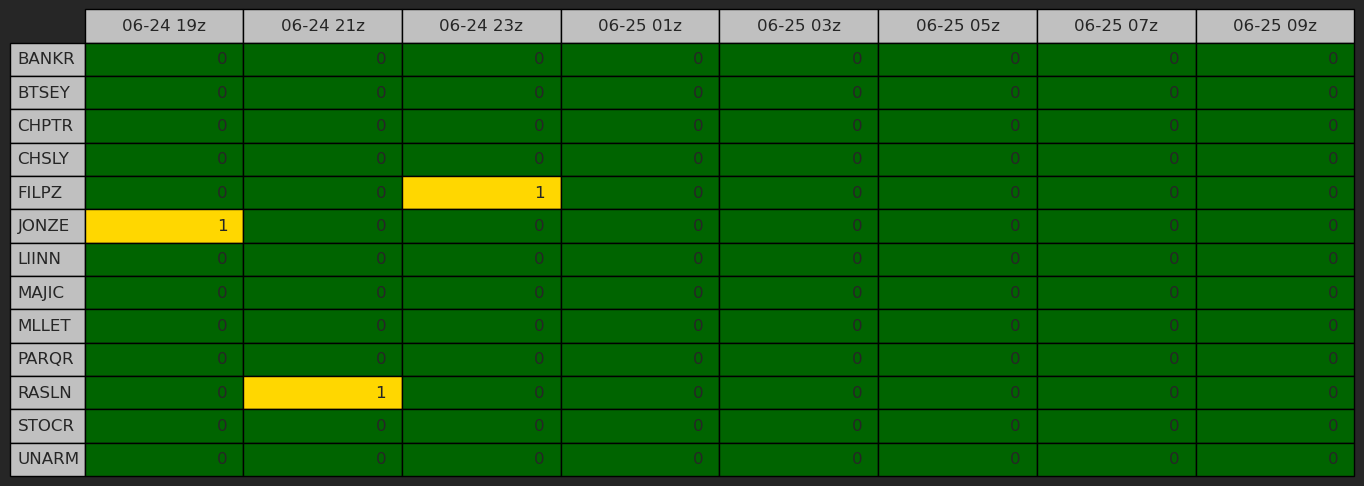 06-24 19z 06-24 21z 06-24 23z 06-25 01z 06-25 03z 06-25 05z 06-25 07z 06-25 09z
BANKR 0 0 0 0 0 0 0 0
BTSEY 0 0 0 0 0 0 0 0
CHPTR 0 0 0 0 0 0 0 0
CHSLY 0 0 0 0 0 0 0 0
FILPZ 0 0 1 0 0 0 0 0
JONZE 1 0 0 0 0 0 0 0
LIINN 0 0 0 0 0 0 0 0
MAJIC 0 0 0 0 0 0 0 0
MLLET 0 0 0 0 0 0 0 0
PARQR 0 0 0 0 0 0 0 0
RASLN 0 1 0 0 0 0 0 0
STOCR 0 0 0 0 0 0 0 0
UNARM 0 0 0 0 0 0 0 0